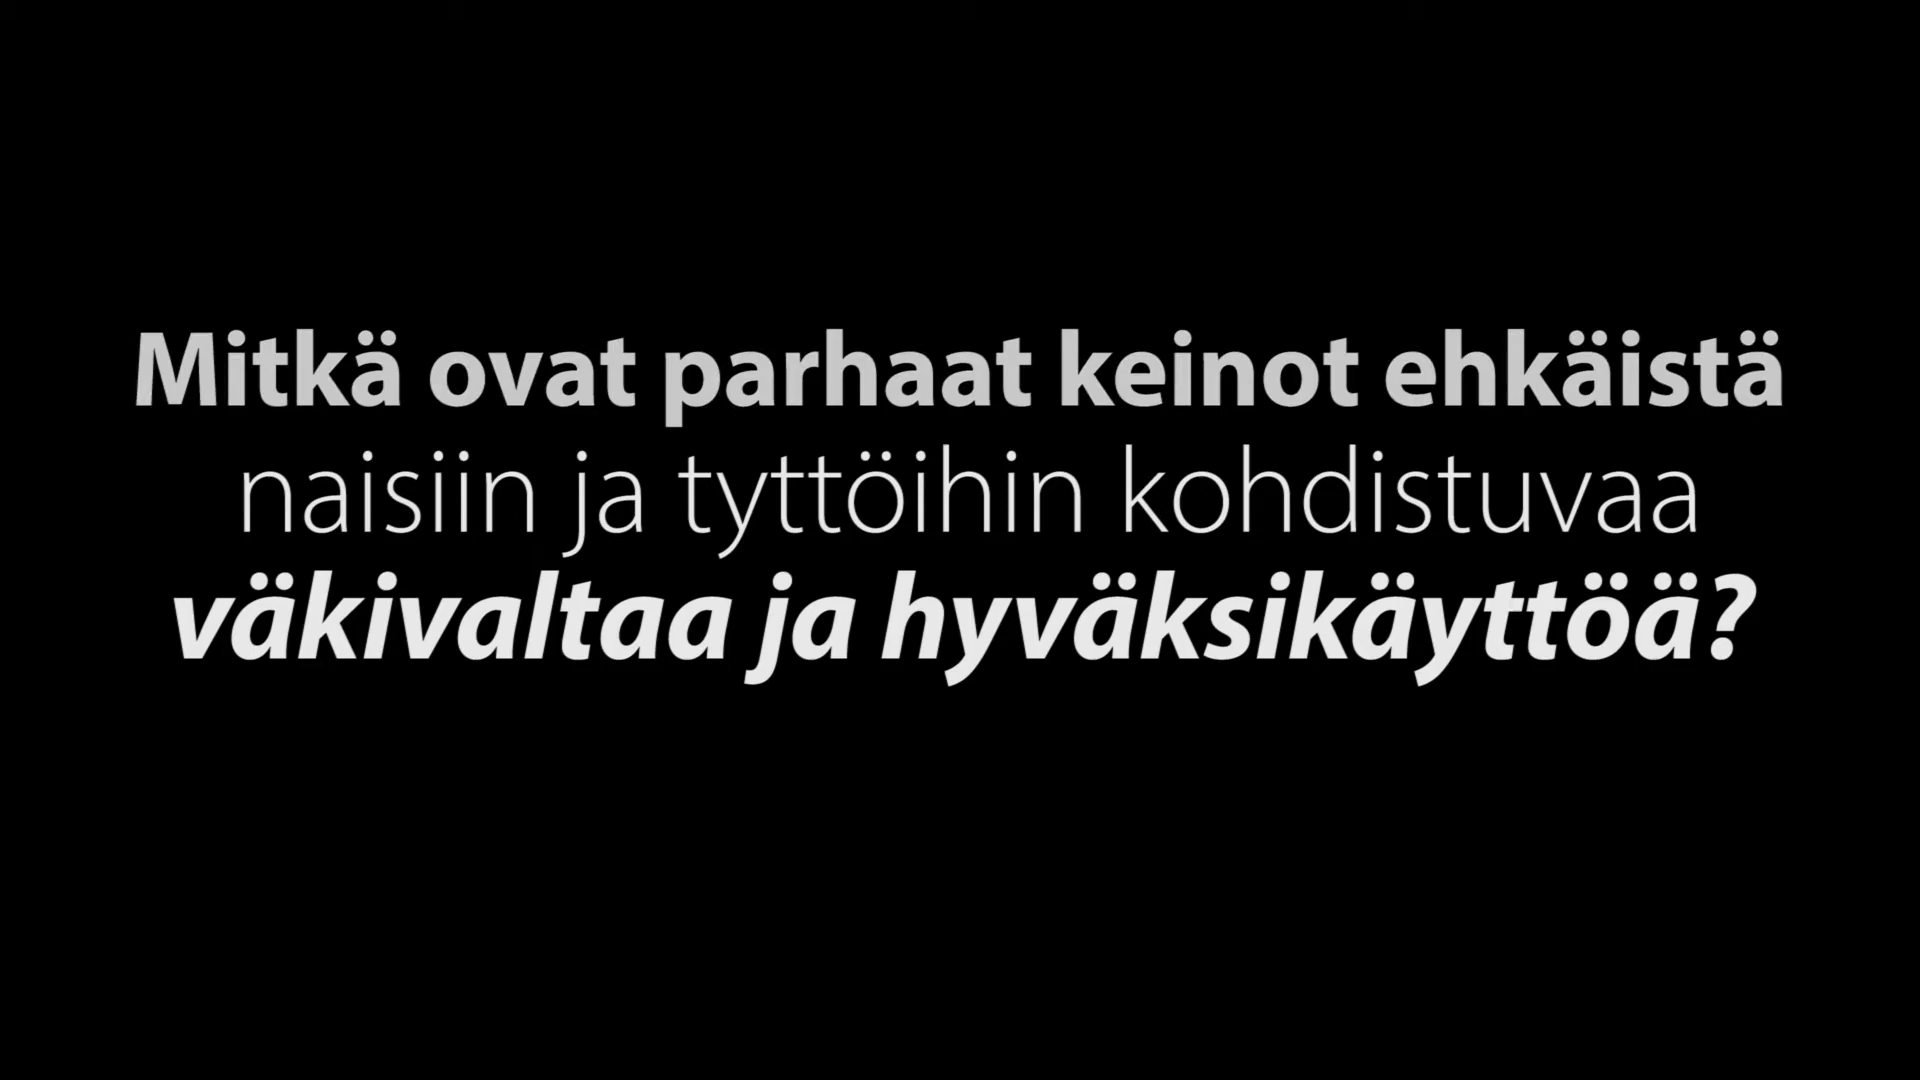 Mitkä ovat parhaat keinot ehkäistä
naisiin ja tyttöihin kohdistuvaa
väkivaltaa ja hyväksikäyttöä?